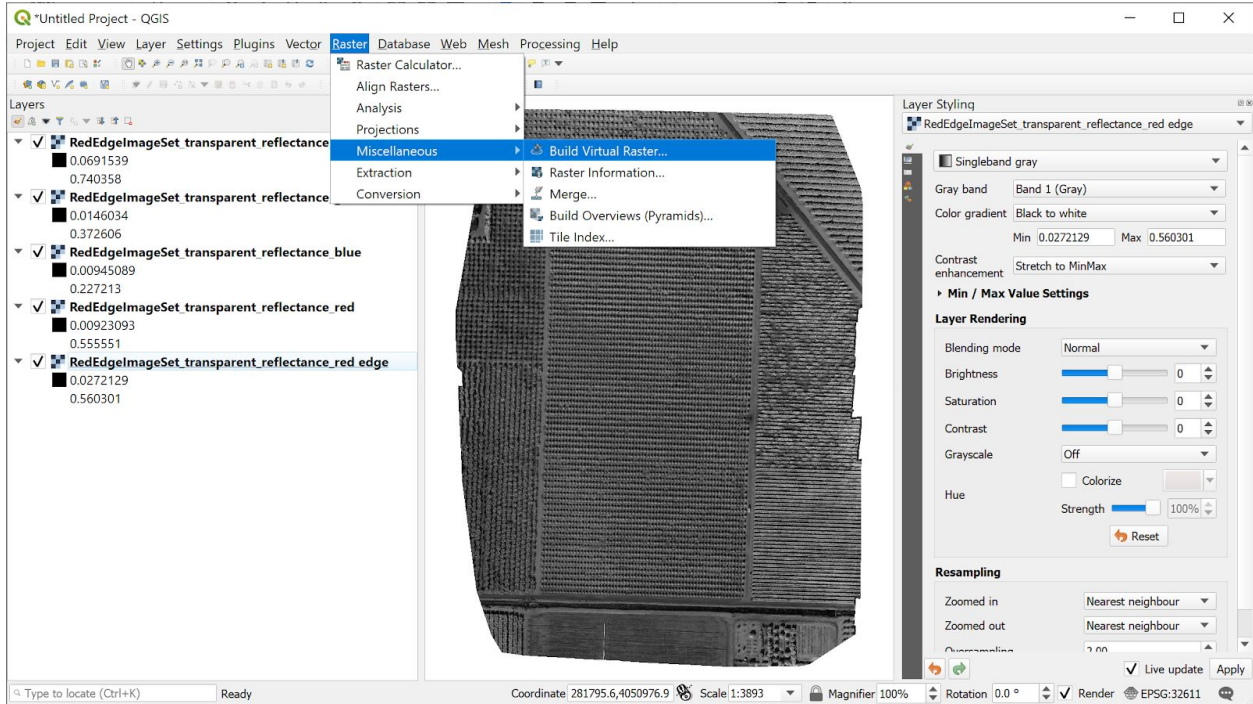 *Untitled Project - QGIS
Project Edit View Layer Settings Plugins Vector Raster Database Web Mesh Processing Help
Raster Calculator...
Align Rasters...
Analysis
Projections
Miscellaneous
Extraction
Conversion
Build Virtual Raster...
Raster Information...
Merge...
Build Overviews (Pyramids)...
Tile Index...
Layers
RedEdgeImageSet_transparent_reflectance
0.0691539
0.740358
RedEdgeImageSet_transparent_reflectance_
0.0146034
0.372606
RedEdgeImageSet_transparent_reflectance_blue
0.00945089
0.227213
RedEdgeImageSet_transparent_reflectance_red
0.00923093
0.555551
RedEdgeImageSet_transparent_reflectance_red edge
0.0272129
0.560301
Layer Styling
RedEdgeImageSet_transparent_reflectance_red edge
Singleband gray
Gray band Band 1 (Gray)
Color gradient Black to white
Min 0.0272129 Max 0.560301
Contrast
enhancement Stretch to MinMax
Min / Max Value Settings
Layer Rendering
Blending mode Normal
Brightness 0
Saturation 0
Contrast 0
Grayscale Off
Hue Colorize
Strength 100%
Reset
Resampling
Zoomed in Nearest neighbour
Zoomed out Nearest neighbour
Oversampling 2.00
Live update Apply
Type to locate (Ctrl+K) Ready Coordinate 281795.6,4050976.9 Scale 1:3893 Magnifier 100% Rotation 0.0 ° Render EPSG:32611